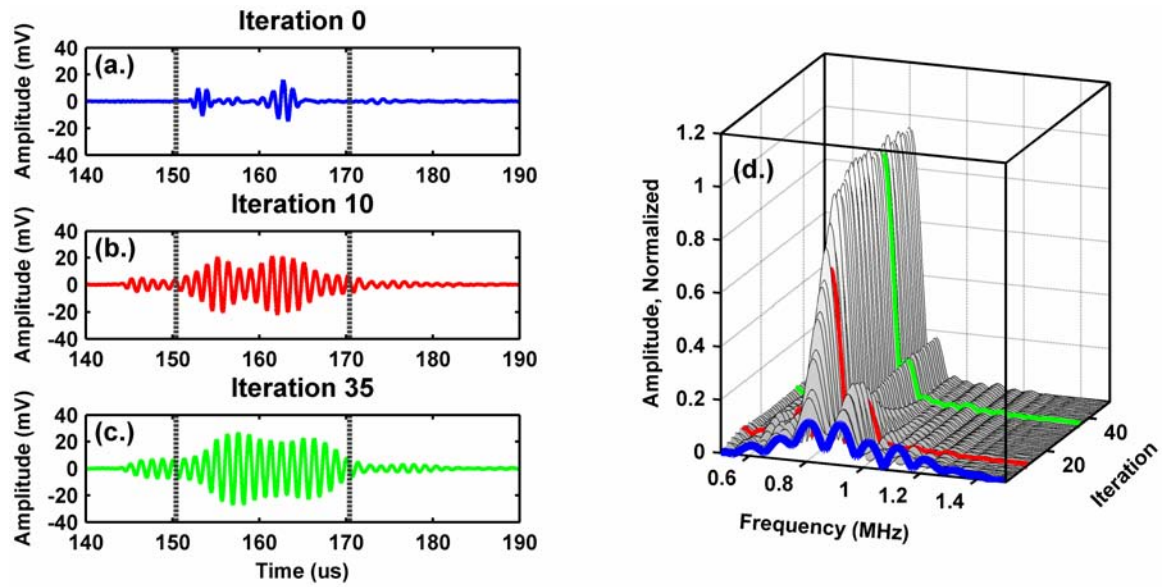 Iteration 0
Amplitude (mV)
40
20
0
-20
-40
(a.)
140 150 160 170 180 190
Iteration 10
Amplitude (mV)
40
20
0
-20
-40
(b.)
140 150 160 170 180 190
Iteration 35
Amplitude (mV)
40
20
0
-20
-40
(c.)
140 150 160 170 180 190
Time (us)
(d.)
Amplitude, Normalized
1.2
1
0.8
0.6
0.4
0.2
0
0.6 0.8 1 1.2 1.4
Frequency (MHz)
20 40
Iteration